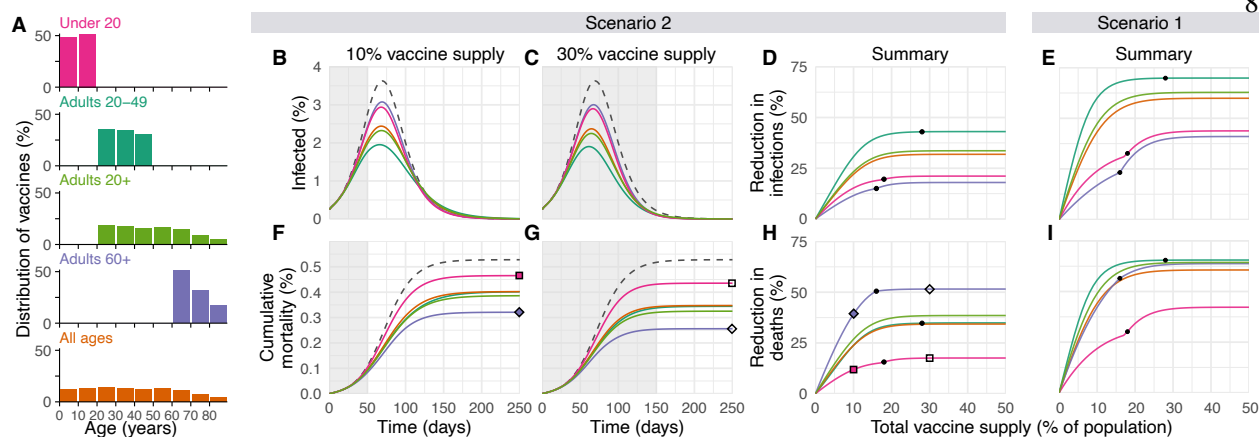 8
Scenario 2
Scenario 1
A
Under 20
50
0
Adults 20–49
50
0
Adults 20+
50
0
Adults 60+
50
0
All ages
50
0
0 10 20 30 40 50 60 70 80
Age (years)
Distribution of vaccines (%)
B
10% vaccine supply
4
3
2
1
0
Infected (%)
C
30% vaccine supply
D
Summary
75
50
25
0
Reduction in
infections (%)
E
Summary
F
0.5
0.4
0.3
0.2
0.1
0.0
Cumulative
mortality (%)
0 50 100 150 200 250
Time (days)
G
0 50 100 150 200 250
Time (days)
H
75
50
25
0
Reduction in
deaths (%)
0 10 20 30 40 50
I
0 10 20 30 40 50
Total vaccine supply (% of population)